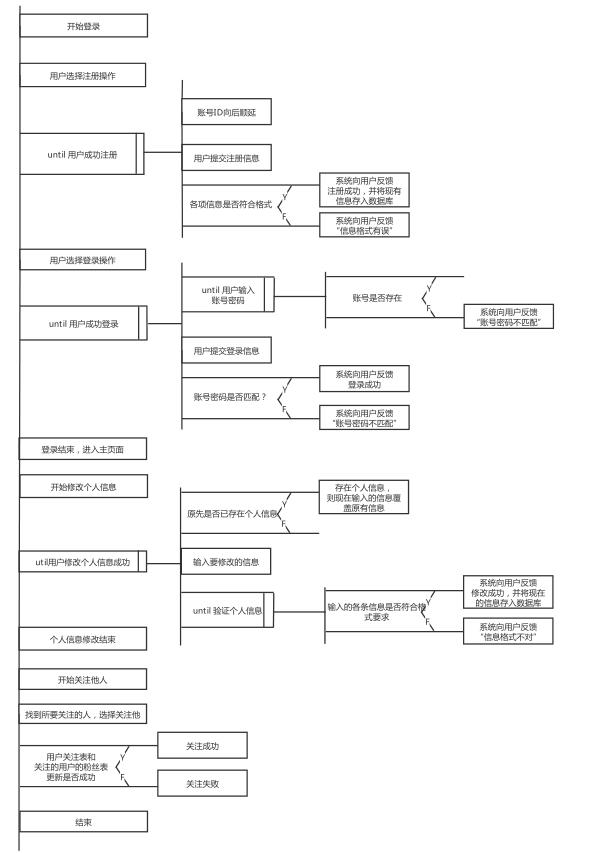 开始登录
用户选择注册操作
账号ID向后顺延
until 用户成功注册
用户提交注册信息
系统向用户反馈
注册成功，并将现有
信息存入数据库
各项信息是否符合格式
Y
F
系统向用户反馈
“信息格式有误”
用户选择登录操作
until 用户输入
账号密码
账号是否存在
Y
F
系统向用户反馈
“账号密码不匹配”
until 用户成功登录
用户提交登录信息
系统向用户反馈
登录成功
账号密码是否匹配？
Y
F
系统向用户反馈
“账号密码不匹配”
登录结束，进入主页面
开始修改个人信息
存在个人信息，
则现在输入的信息覆
盖原有信息
原先是否已存在个人信息
Y
F
util用户修改个人信息成功
输入要修改的信息
系统向用户反馈
修改成功，并将现在
的信息存入数据库
until 验证个人信息
输入的各条信息是否符合格
式要求
Y
F
系统向用户反馈
“信息格式不对”
个人信息修改结束
开始关注他人
找到所要关注的人，选择关注他
关注成功
用户关注表和
关注的用户的粉丝表
更新是否成功
Y
F
关注失败
结束